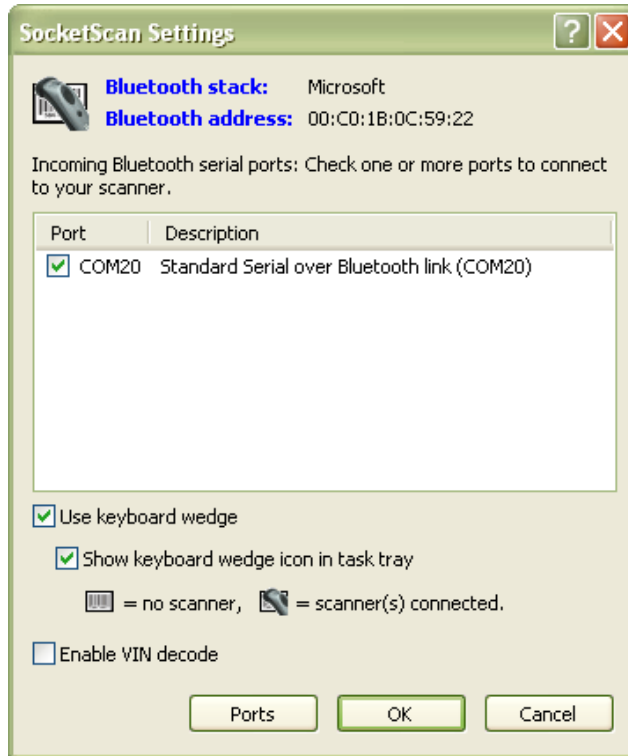 SocketScan Settings
Bluetooth stack: Microsoft
Bluetooth address: 00:C0:1B:0C:59:22
Incoming Bluetooth serial ports: Check one or more ports to connect
to your scanner.
Port Description
COM20 Standard Serial over Bluetooth link (COM20)
Use keyboard wedge
Show keyboard wedge icon in task tray
= no scanner, = scanner(s) connected.
Enable VIN decode
Ports OK Cancel